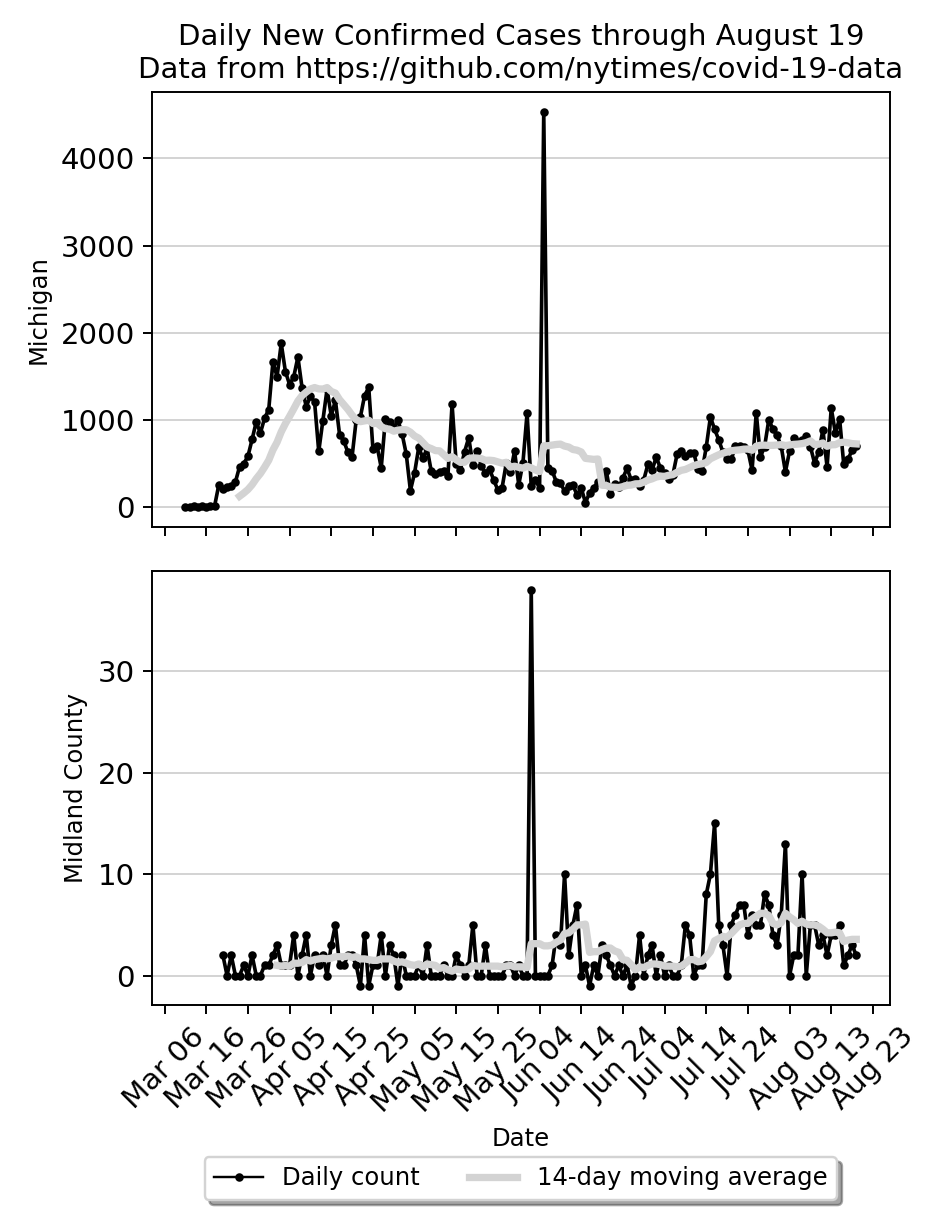 Daily New Confirmed Cases through August 19
Data from https://github.com/nytimes/covid-19-data
Michigan
4000
3000
2000
1000
0
Midland County
30
20
10
0
Mar 06
Mar 16
Mar 26
Apr 05
Apr 15
Apr 25
May 05
May 15
May 25
Jun 04
Jun 14
Jun 24
Jul 04
Jul 14
Jul 24
Aug 03
Aug 13
Aug 23
Date
Daily count
14-day moving average